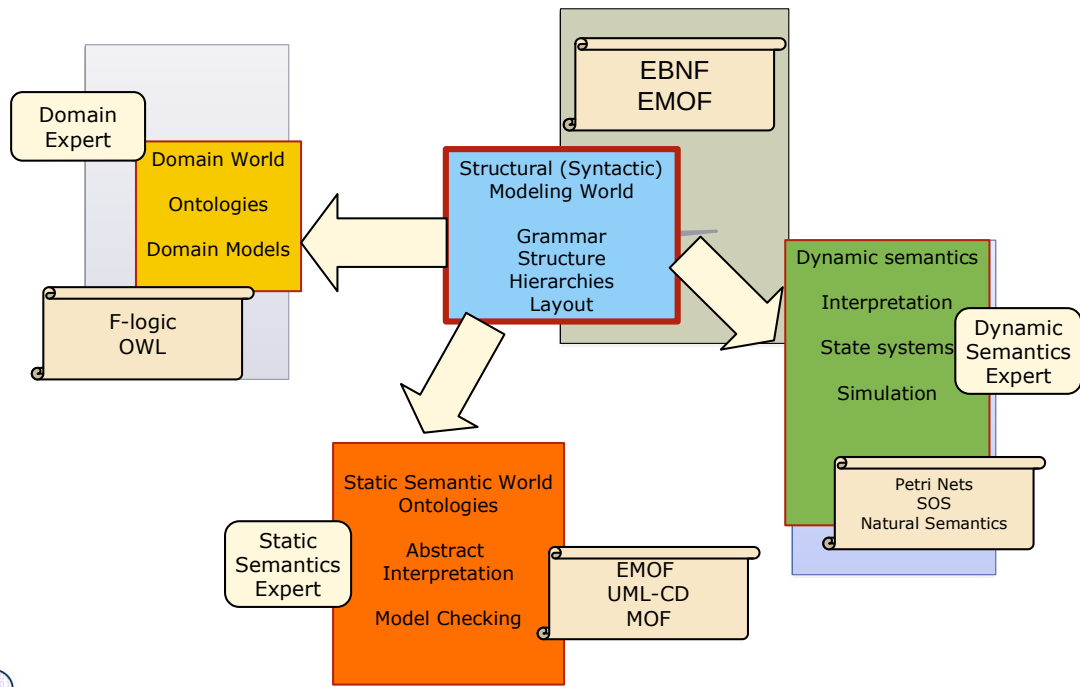 EBNF
EMOF
Domain
Expert
Domain World
Ontologies
Domain Models
F-logic
OWL
Structural (Syntactic)
Modeling World
Grammar
Structure
Hierarchies
Layout
Dynamic semantics
Interpretation
State systems
Simulation
Dynamic
Semantics
Expert
Petri Nets
SOS
Natural Semantics
Static Semantic World
Ontologies
Abstract
Interpretation
Model Checking
Static
Semantics
Expert
EMOF
UML-CD
MOF